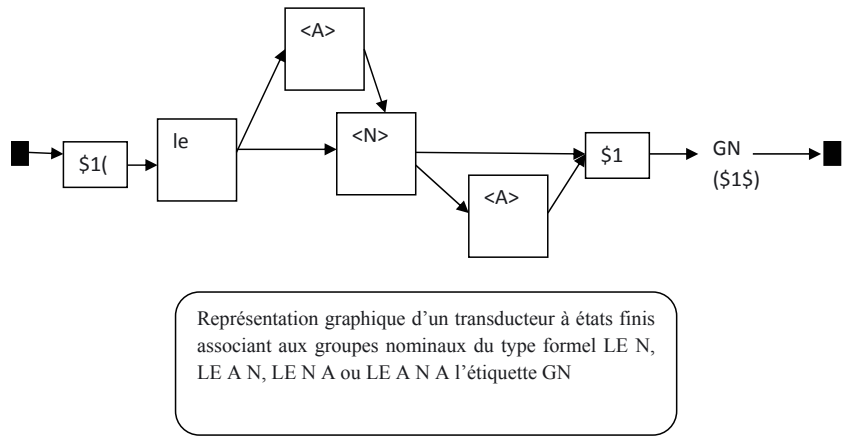 <A>
le
<N>
$1(
$1
GN
($1$)
<A>
Représentation graphique d’un transducteur à états finis
associant aux groupes nominaux du type formel LE N,
LE A N, LE N A ou LE A N A l’étiquette GN